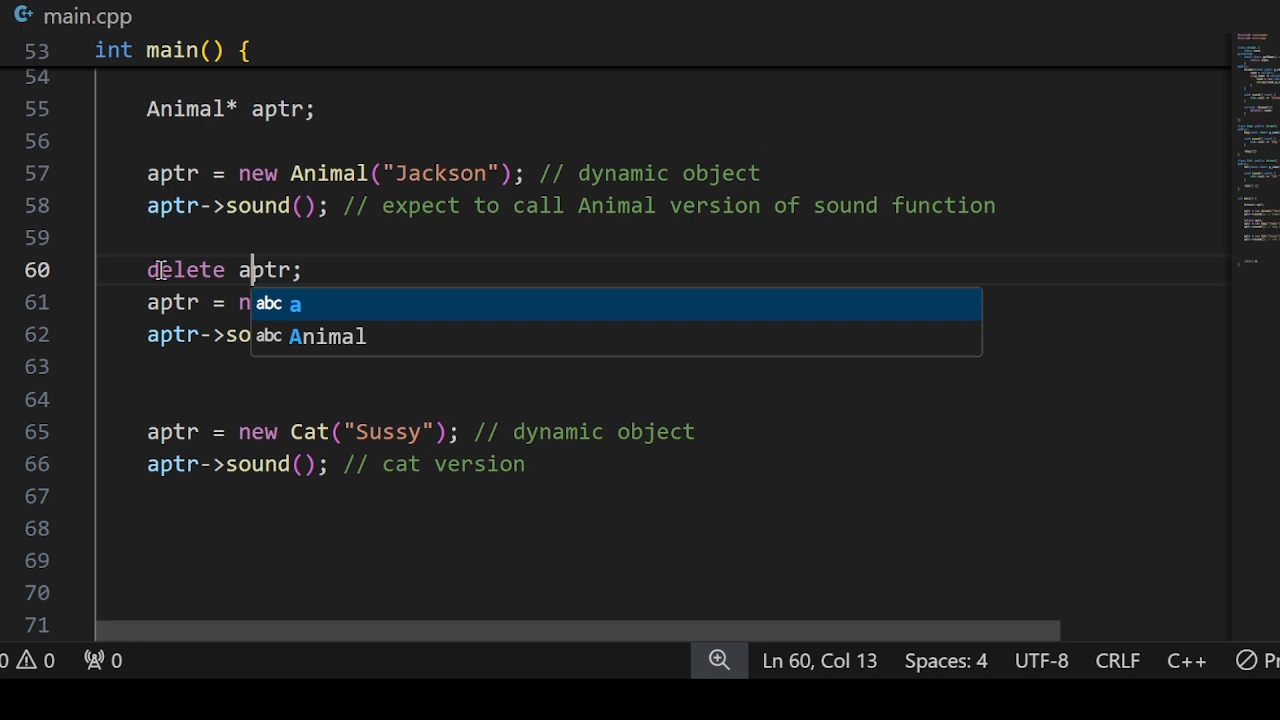 main.cpp
53 int main() {
54
55 Animal* aptr;
56
57 aptr = new Animal("Jackson"); // dynamic object
58 aptr->sound(); // expect to call Animal version of sound function
59
60 delete aptr;
61 aptr = n
abc a
62 aptr->so
abc Animal
63
64
65 aptr = new Cat("Sussy"); // dynamic object
66 aptr->sound(); // cat version
67
68
69
70
71
0 0 0 Ln 60, Col 13 Spaces: 4 UTF-8 CRLF C++ Pr